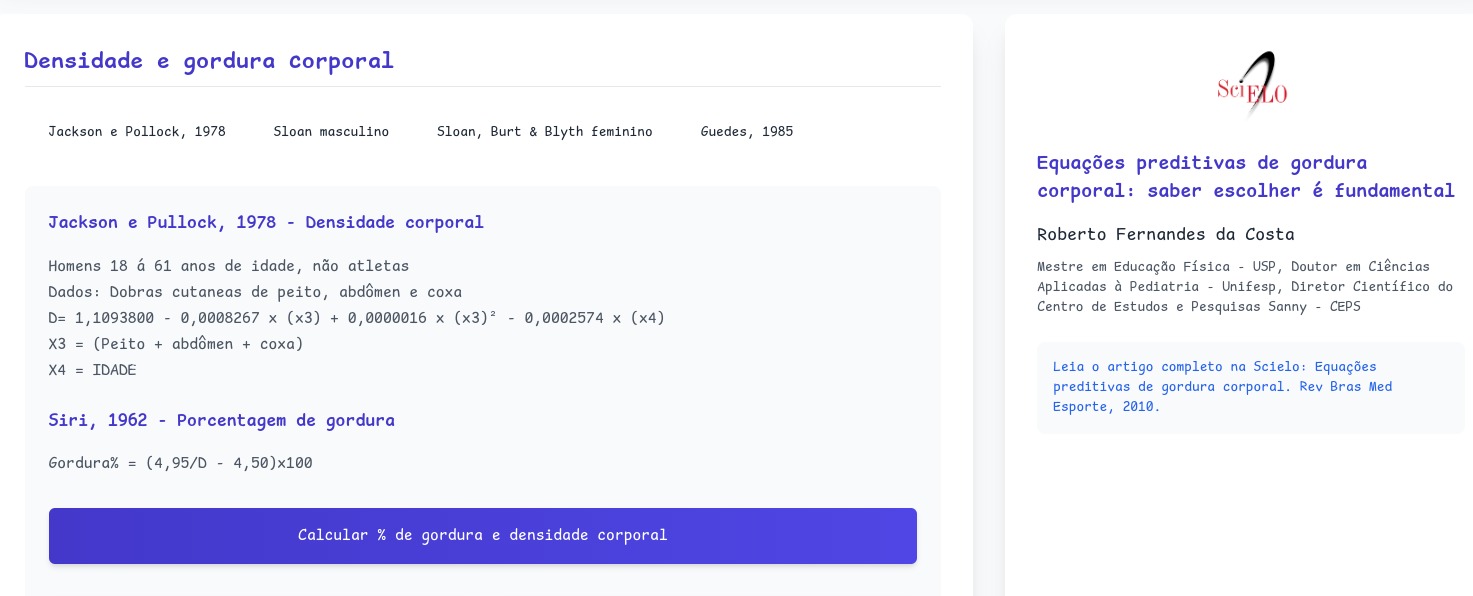 Densidade e gordura corporal
Jackson e Pollock, 1978
Sloan masculino
Sloan, Burt & Blyth feminino
Guedes, 1985
Jackson e Pullock, 1978 - Densidade corporal
Homens 18 á 61 anos de idade, não atletas
Dados: Dobras cutaneas de peito, abdômen e coxa
D= 1,1093800 - 0,0008267 x (x3) + 0,0000016 x (x3)² - 0,0002574 x (x4)
X3 = (Peito + abdômen + coxa)
X4 = IDADE
Siri, 1962 - Porcentagem de gordura
Gordura% = (4,95/D - 4,50)x100
Calcular % de gordura e densidade corporal
SciELO
Equações preditivas de gordura
corporal: saber escolher é fundamental
Roberto Fernandes da Costa
Mestre em Educação Física - USP, Doutor em Ciências
Aplicadas à Pediatria - Unifesp, Diretor Científico do
Centro de Estudos e Pesquisas Sanny - CEPS
Leia o artigo completo na Scielo: Equações
preditivas de gordura corporal. Rev Bras Med
Esporte, 2010.